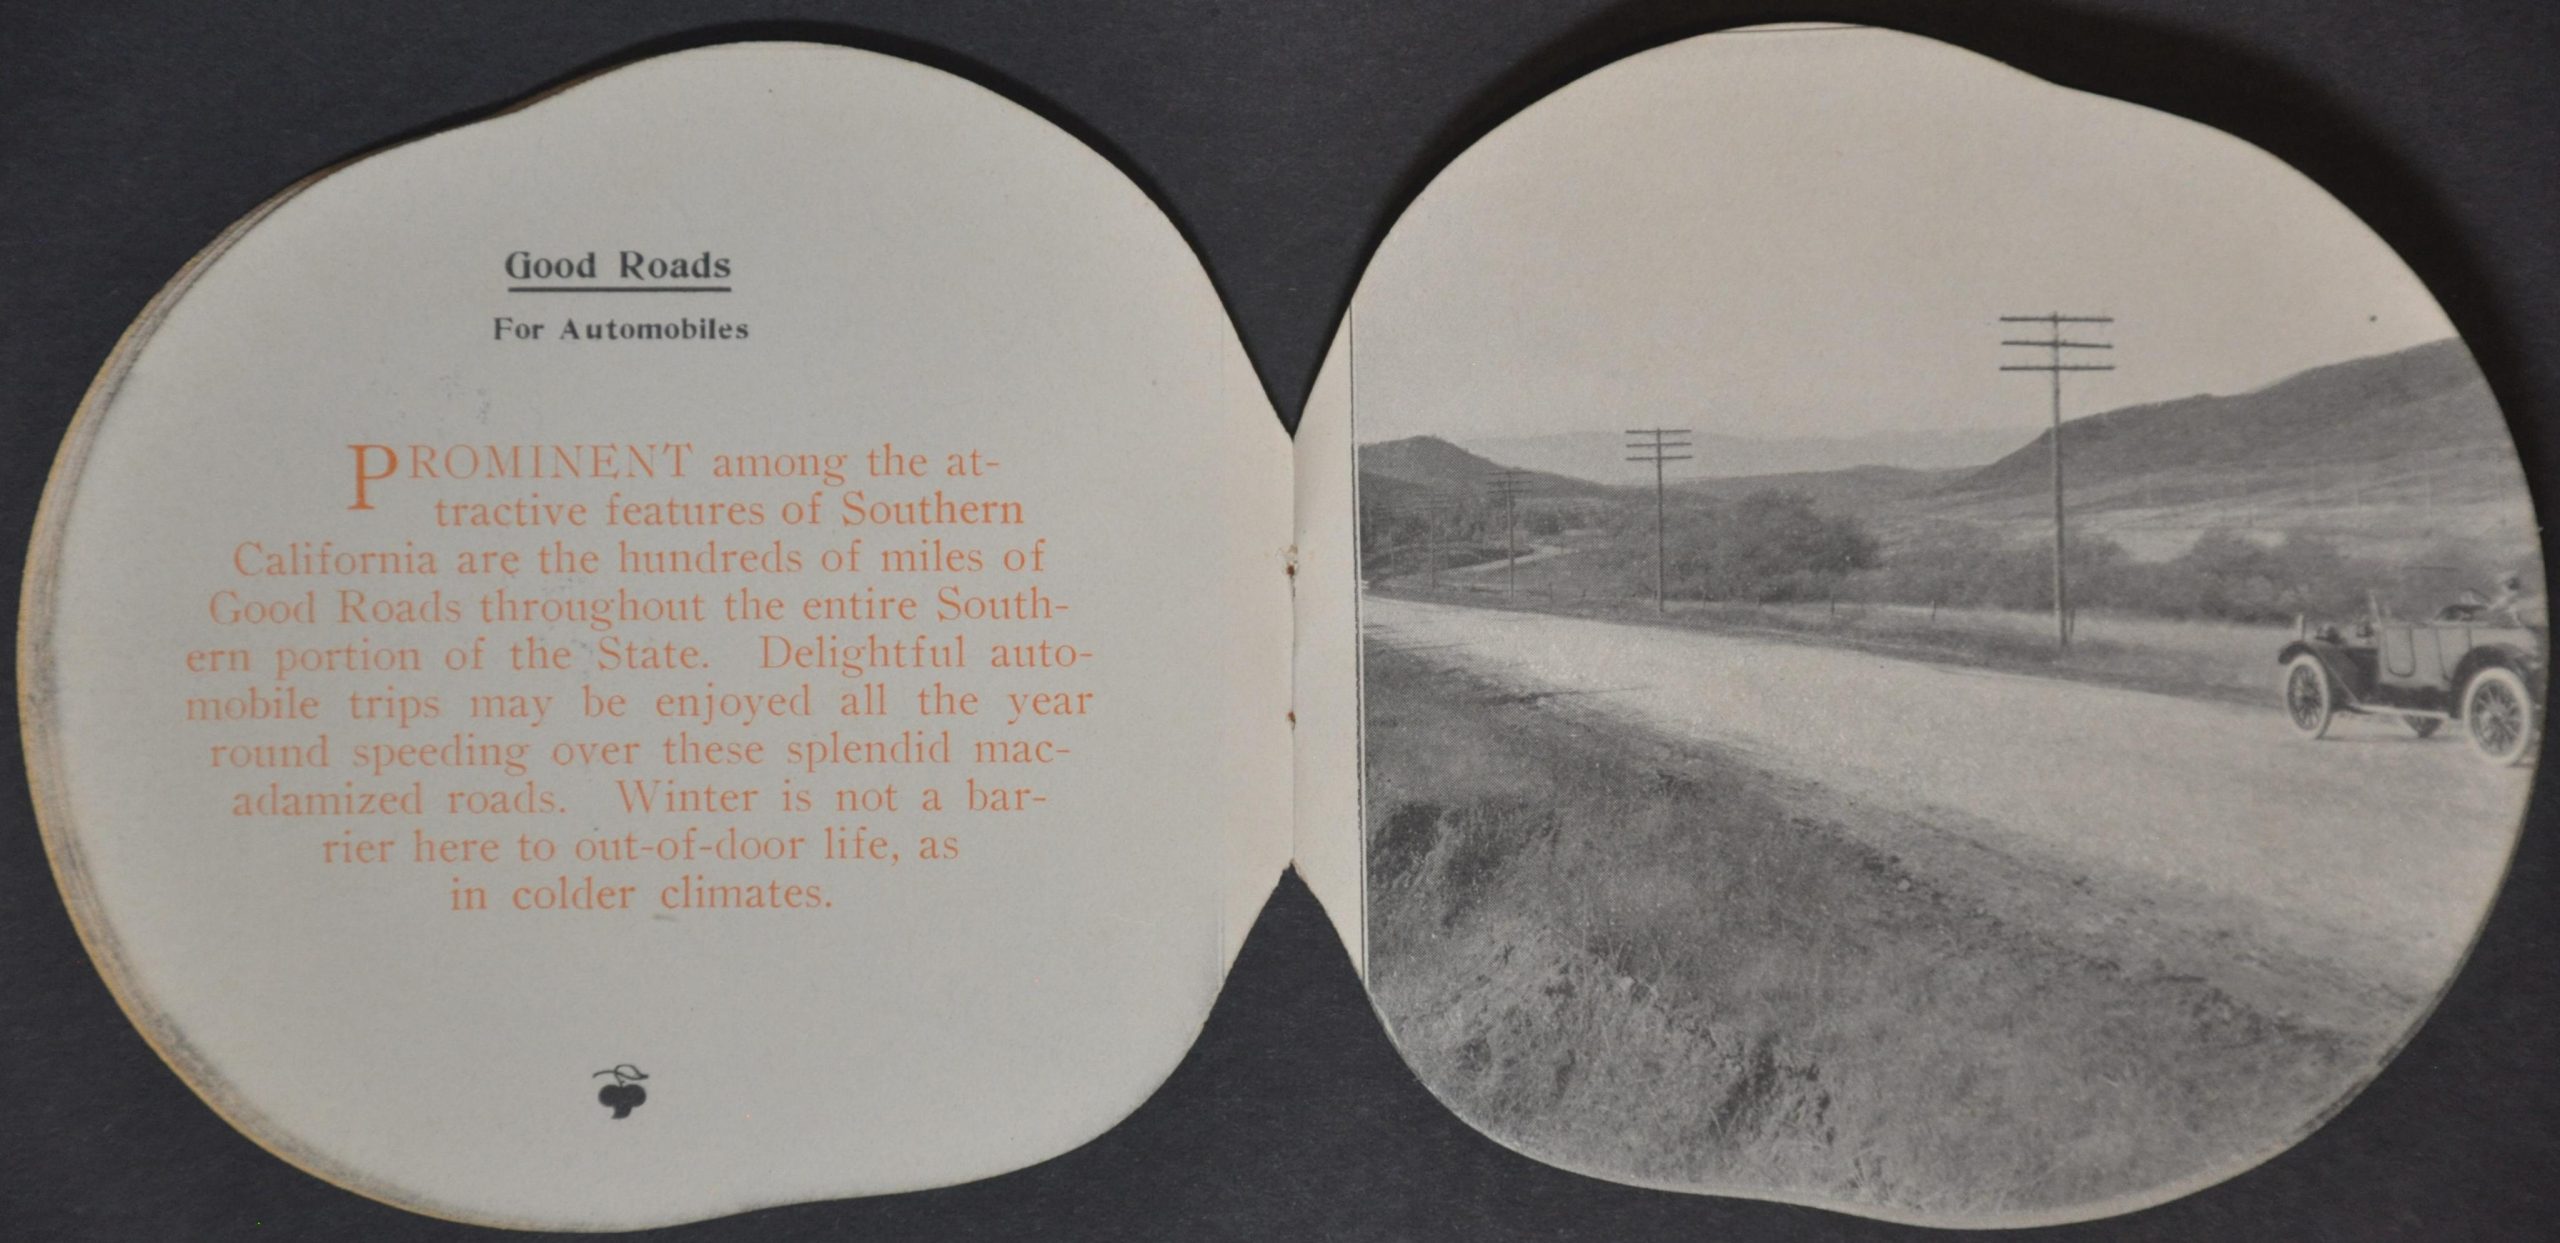 Good Roads
For Automobiles
PROMINENT among the at-
tractive features of Southern
California are the hundreds of miles of
Good Roads throughout the entire South-
ern portion of the State. Delightful auto-
mobile trips may be enjoyed all the year
round speeding over these splendid mac-
adamized roads. Winter is not a bar-
rier here to out-of-door life, as
in colder climates.